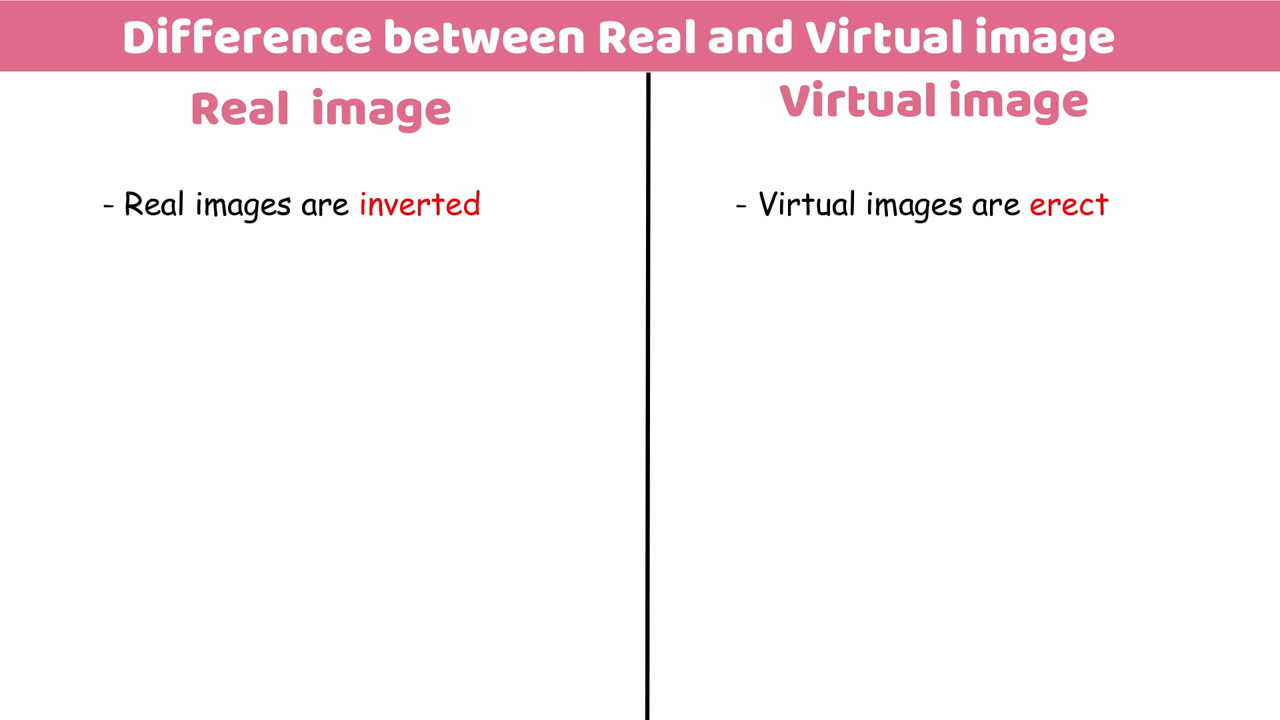 Difference between Real and Virtual image
Real image
- Real images are inverted
Virtual image
- Virtual images are erect